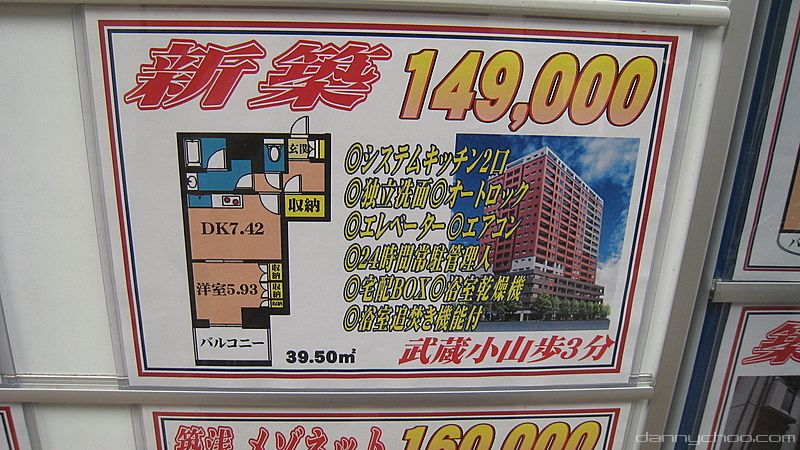 新築 149,000
玄関
収納
DK7.42
洋室5.93
収納
収納
収納
バルコニー
39.50㎡
◎システムキッチン2口
◎独立洗面◎オートロック
◎エレベーター◎エアコン
◎24時間常駐管理人
◎宅配BOX◎浴室乾燥機
◎浴室追焚き機能付
武蔵小山歩3分
築浅 メゾネット 160,000
築
dannychoo.com